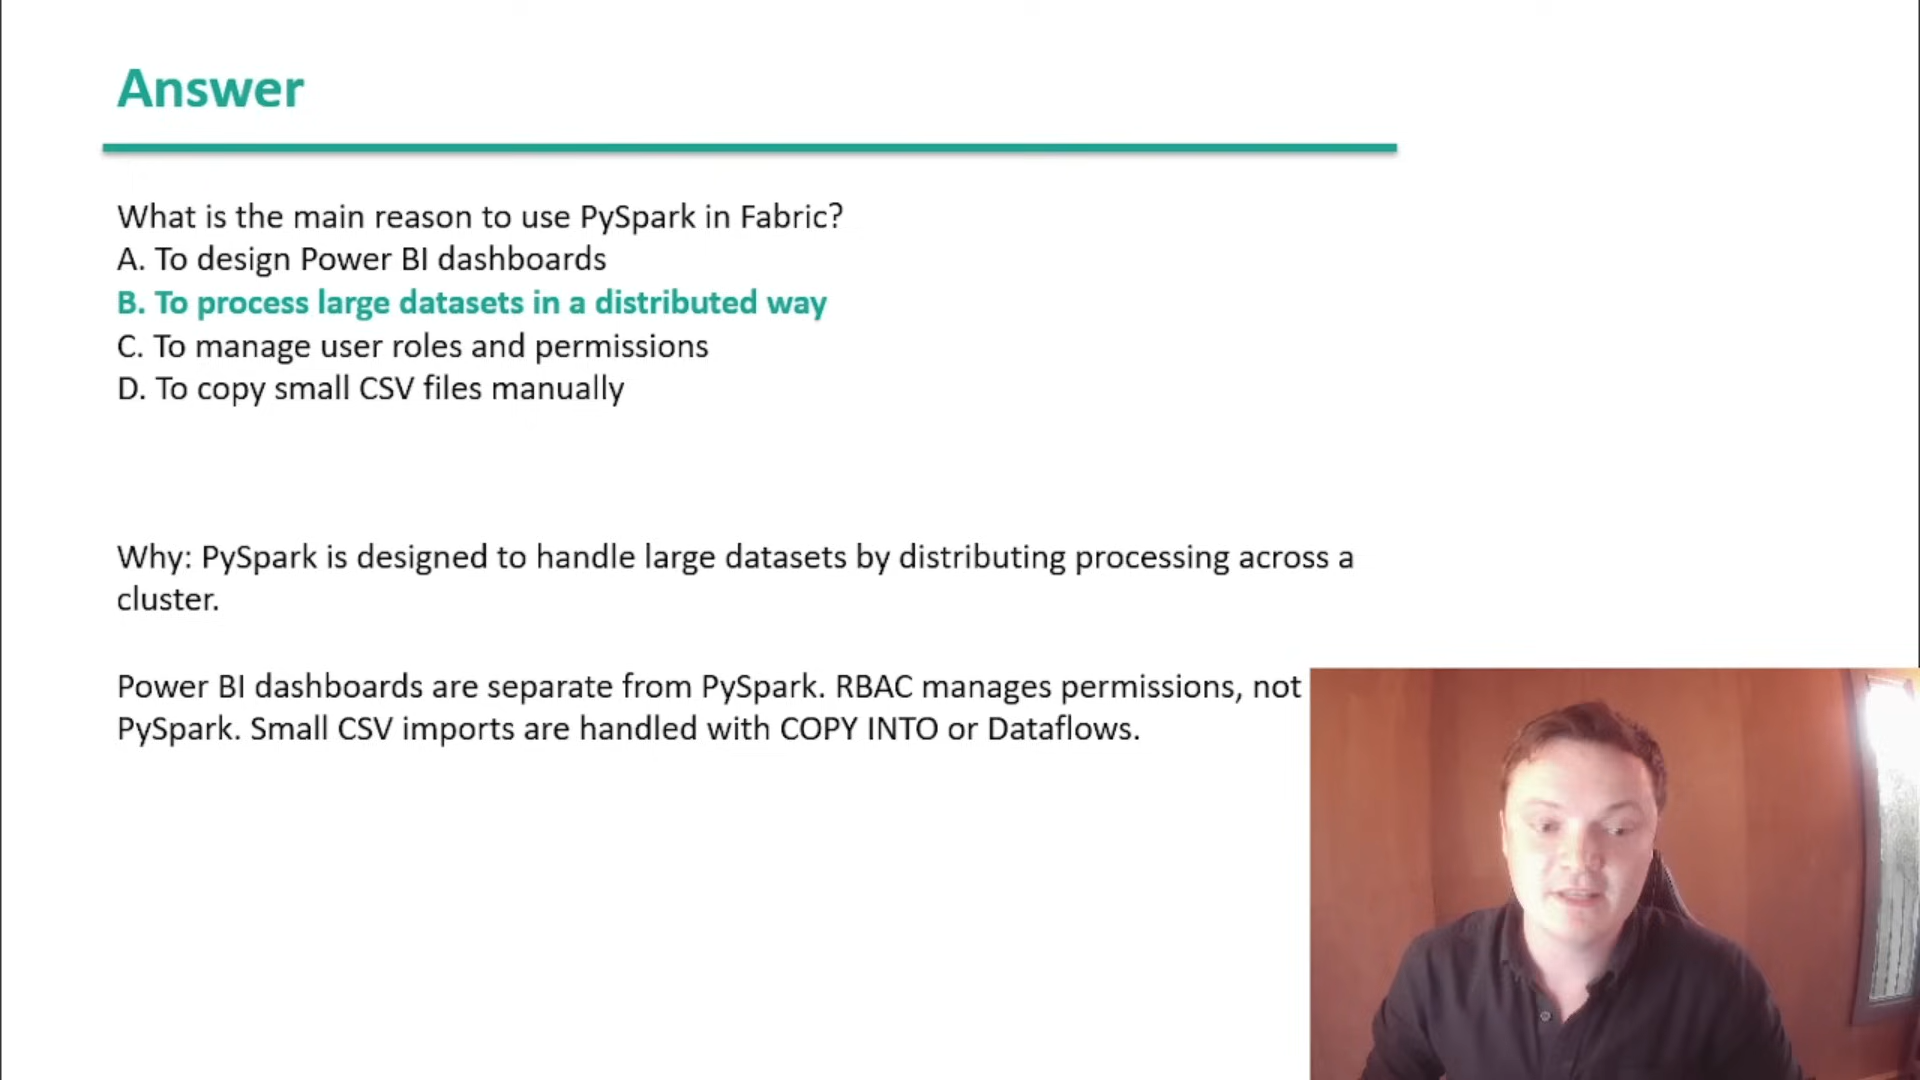 Answer
What is the main reason to use PySpark in Fabric?
A. To design Power BI dashboards
B. To process large datasets in a distributed way
C. To manage user roles and permissions
D. To copy small CSV files manually
Why: PySpark is designed to handle large datasets by distributing processing across a
cluster.
Power BI dashboards are separate from PySpark. RBAC manages permissions, not
PySpark. Small CSV imports are handled with COPY INTO or Dataflows.